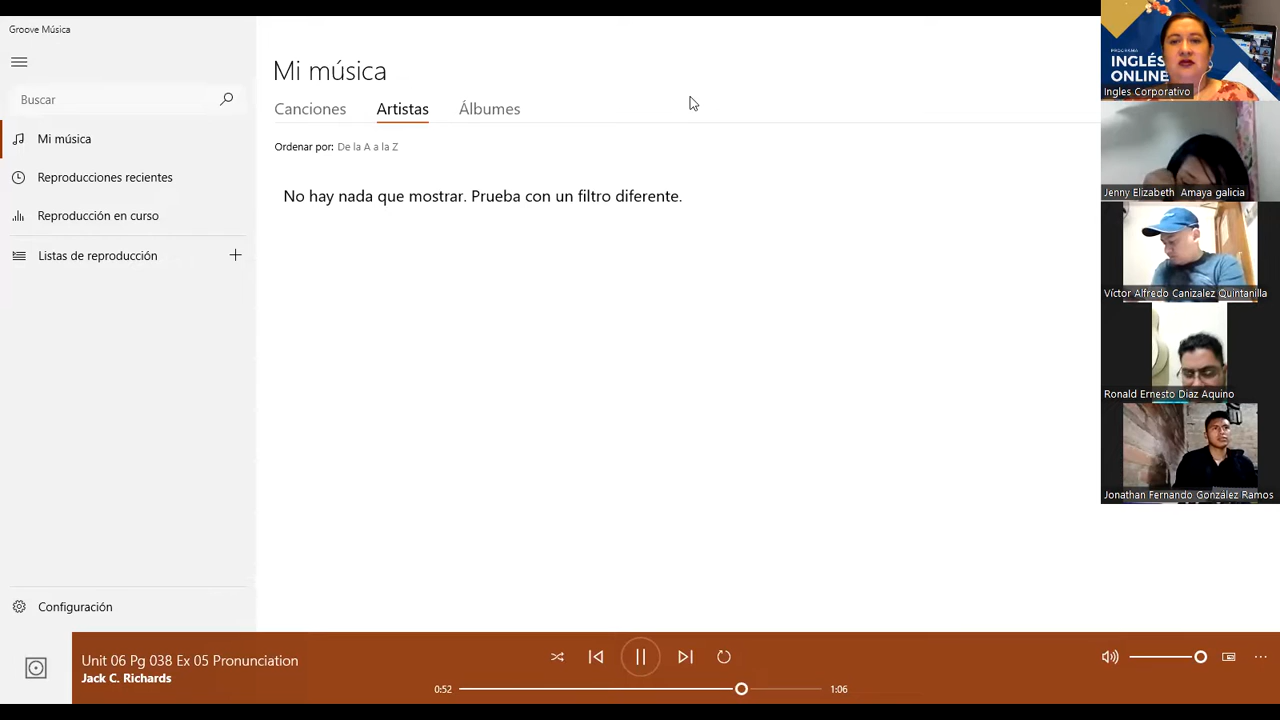 Groove Música
Buscar
Mi música
Reproducciones recientes
Reproducción en curso
Listas de reproducción
Configuración
Mi música
Canciones Artistas Álbumes
Ordenar por: De la A a la Z
No hay nada que mostrar. Prueba con un filtro diferente.
Unit 06 Pg 038 Ex 05 Pronunciation
Jack C. Richards
0:52
1:06
PROGRAMA
INGLÉS
ONLINE
Ingles Corporativo
Jenny Elizabeth Amaya galicia
Víctor Alfredo Canizalez Quintanilla
Ronald Ernesto Diaz Aquino
Jonathan Fernando González Ramos